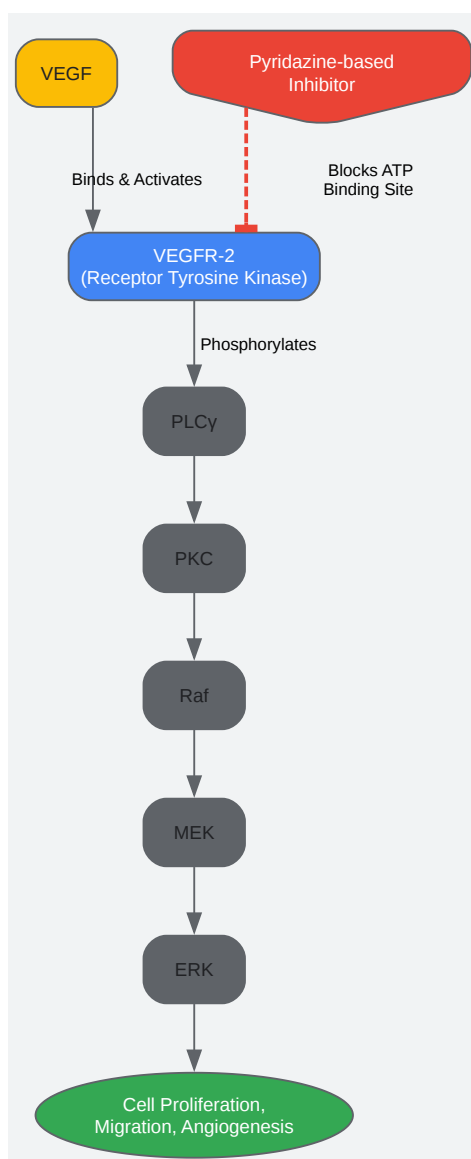 VEGF
Pyridazine-based
Inhibitor
Binds & Activates
Blocks ATP
Binding Site
VEGFR-2
(Receptor Tyrosine Kinase)
Phosphorylates
PLCγ
PKC
Raf
MEK
ERK
Cell Proliferation,
Migration, Angiogenesis